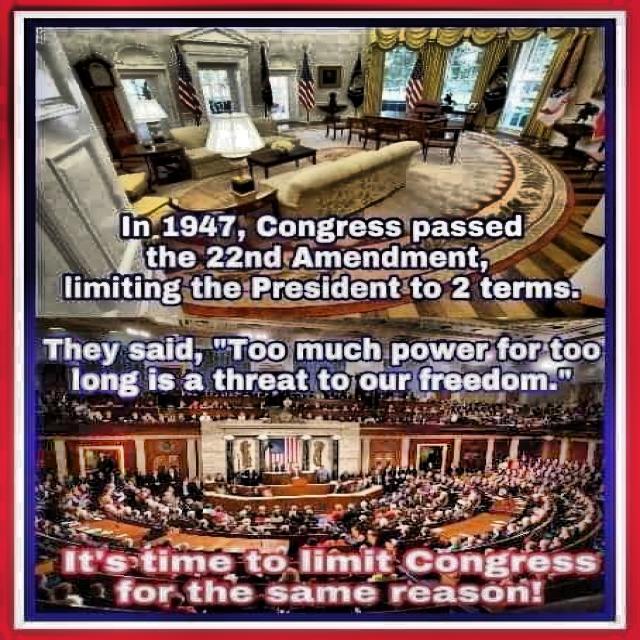 In 1947, Congress passed
the 22nd Amendment,
limiting the President to 2 terms.
They said, "Too much power for too
long is a threat to our freedom."
It's time to limit Congress
for the same reason!